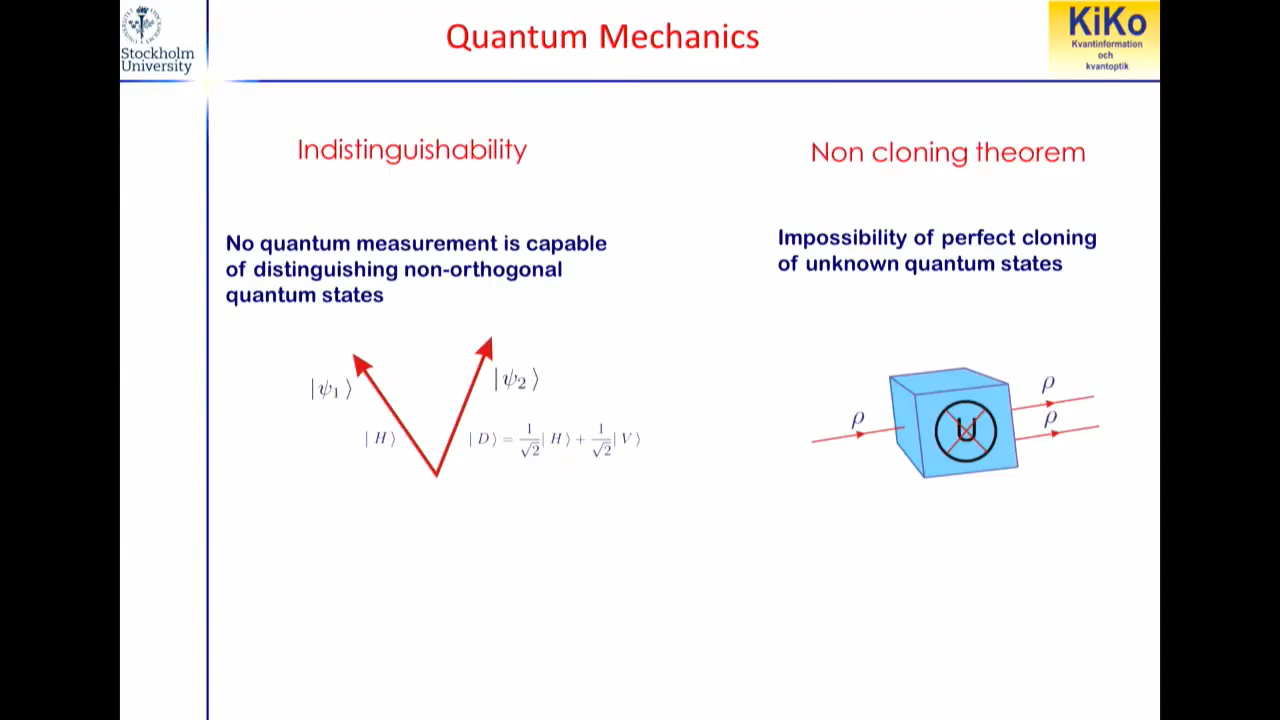 Stockholm
University
Quantum Mechanics
KiKo
Kvantinformation
och
kvantoptik
Indistinguishability
No quantum measurement is capable
of distinguishing non-orthogonal
quantum states
|ψ₁⟩
|ψ₂⟩
|H⟩
|D⟩ = 1/√2|H⟩ + 1/√2|V⟩
Non cloning theorem
Impossibility of perfect cloning
of unknown quantum states
ρ
U
ρ
ρ